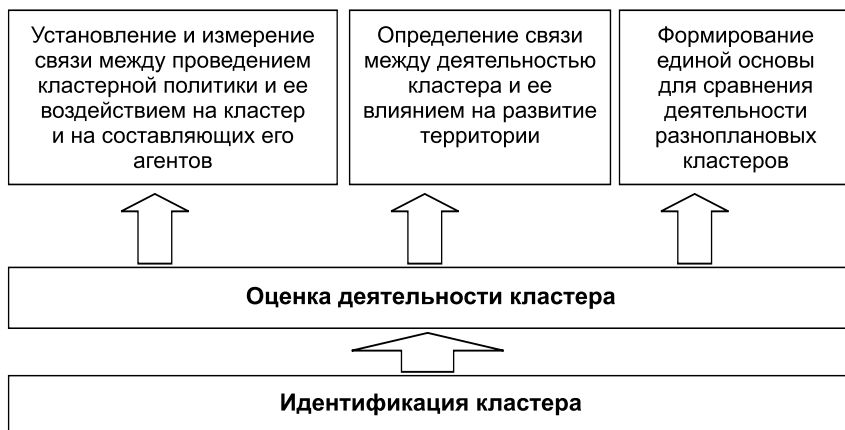 Установление и измерение
связи между проведением
кластерной политики и ее
воздействием на кластер
и на составляющих его
агентов
Определение связи
между деятельностью
кластера и ее
влиянием на развитие
территории
Формирование
единой основы
для сравнения
деятельности
разноплановых
кластеров
Оценка деятельности кластера
Идентификация кластера